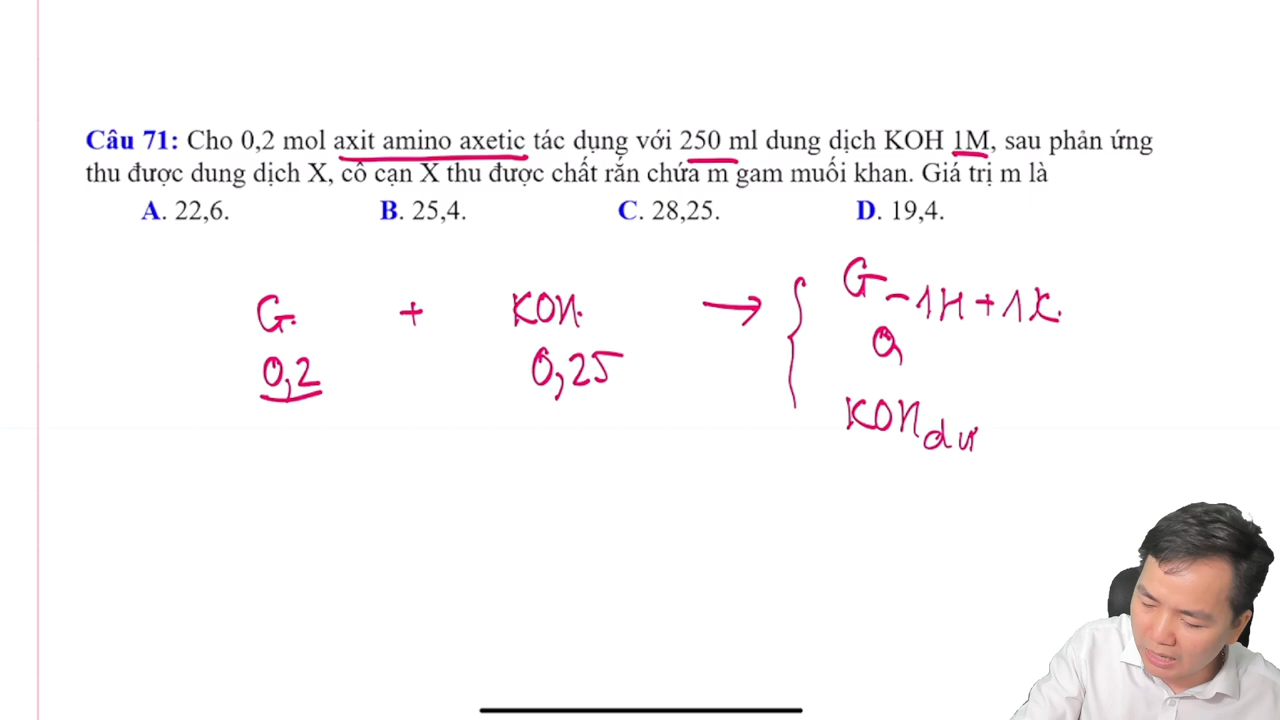 Câu 71: Cho 0,2 mol axit amino axetic tác dụng với 250 ml dung dịch KOH 1M, sau phản ứng
thu được dung dịch X, cô cạn X thu được chất rắn chứa m gam muối khan. Giá trị m là
A. 22,6. B. 25,4. C. 28,25. D. 19,4.
G + KOH → { G -1H+1K
0,2 0,25
KOH dư